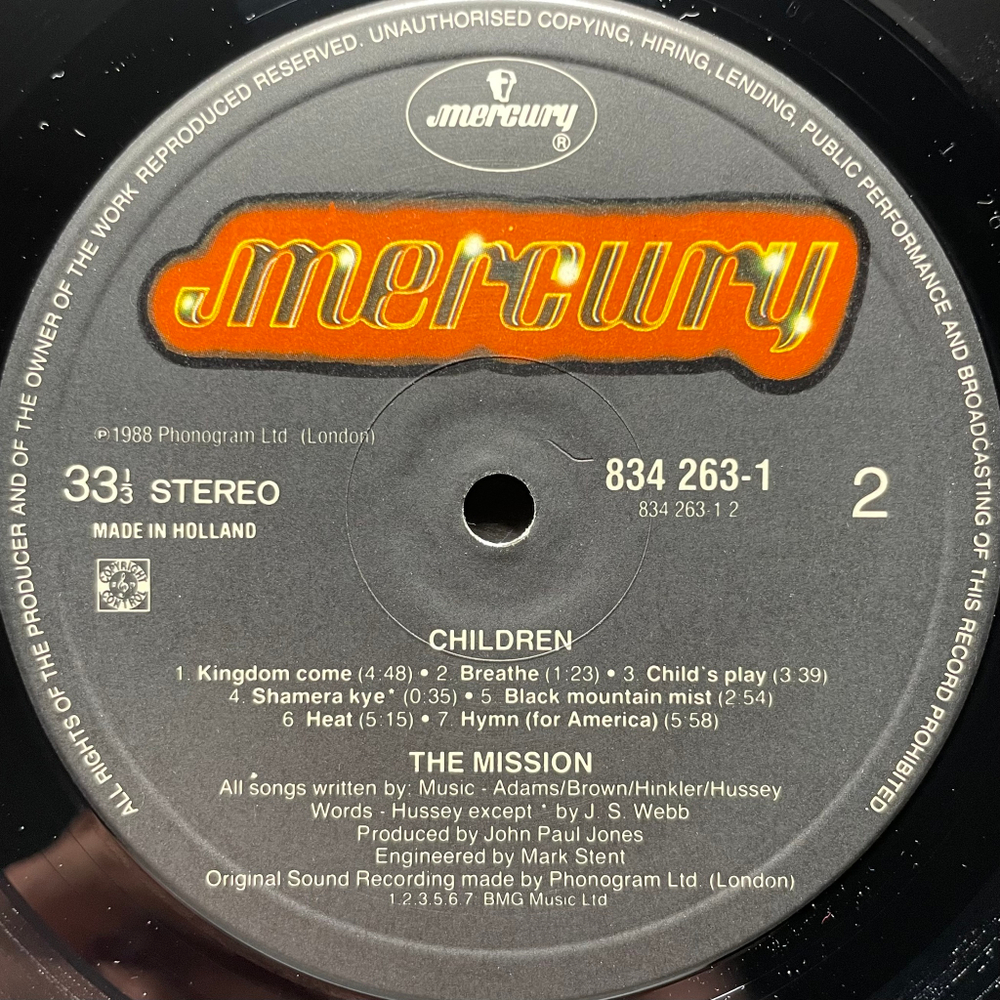 ALL RIGHTS OF THE PRODUCER AND OF THE OWNER OF THE WORK REPRODUCED RESERVED. UNAUTHORISED COPYING, HIRING, LENDING, PUBLIC PERFORMANCE AND BROADCASTING OF THIS RECORD PROHIBITED.
mercury
®
mercury
℗1988 Phonogram Ltd (London)
33⅓ STEREO
MADE IN HOLLAND
COPYRIGHT
CONTROL
834 263-1
834 263-1 2
2
CHILDREN
1. Kingdom come (4:48) • 2. Breathe (1:23) • 3. Child's play (3 39)
4. Shamera kye* (0:35) • 5. Black mountain mist (2:54)
6 Heat (5:15) • 7. Hymn (for America) (5:58)
THE MISSION
All songs written by: Music - Adams/Brown/Hinkler/Hussey
Words - Hussey except * by J. S. Webb
Produced by John Paul Jones
Engineered by Mark Stent
Original Sound Recording made by Phonogram Ltd. (London)
1.2.3.5.6.7. BMG Music Ltd